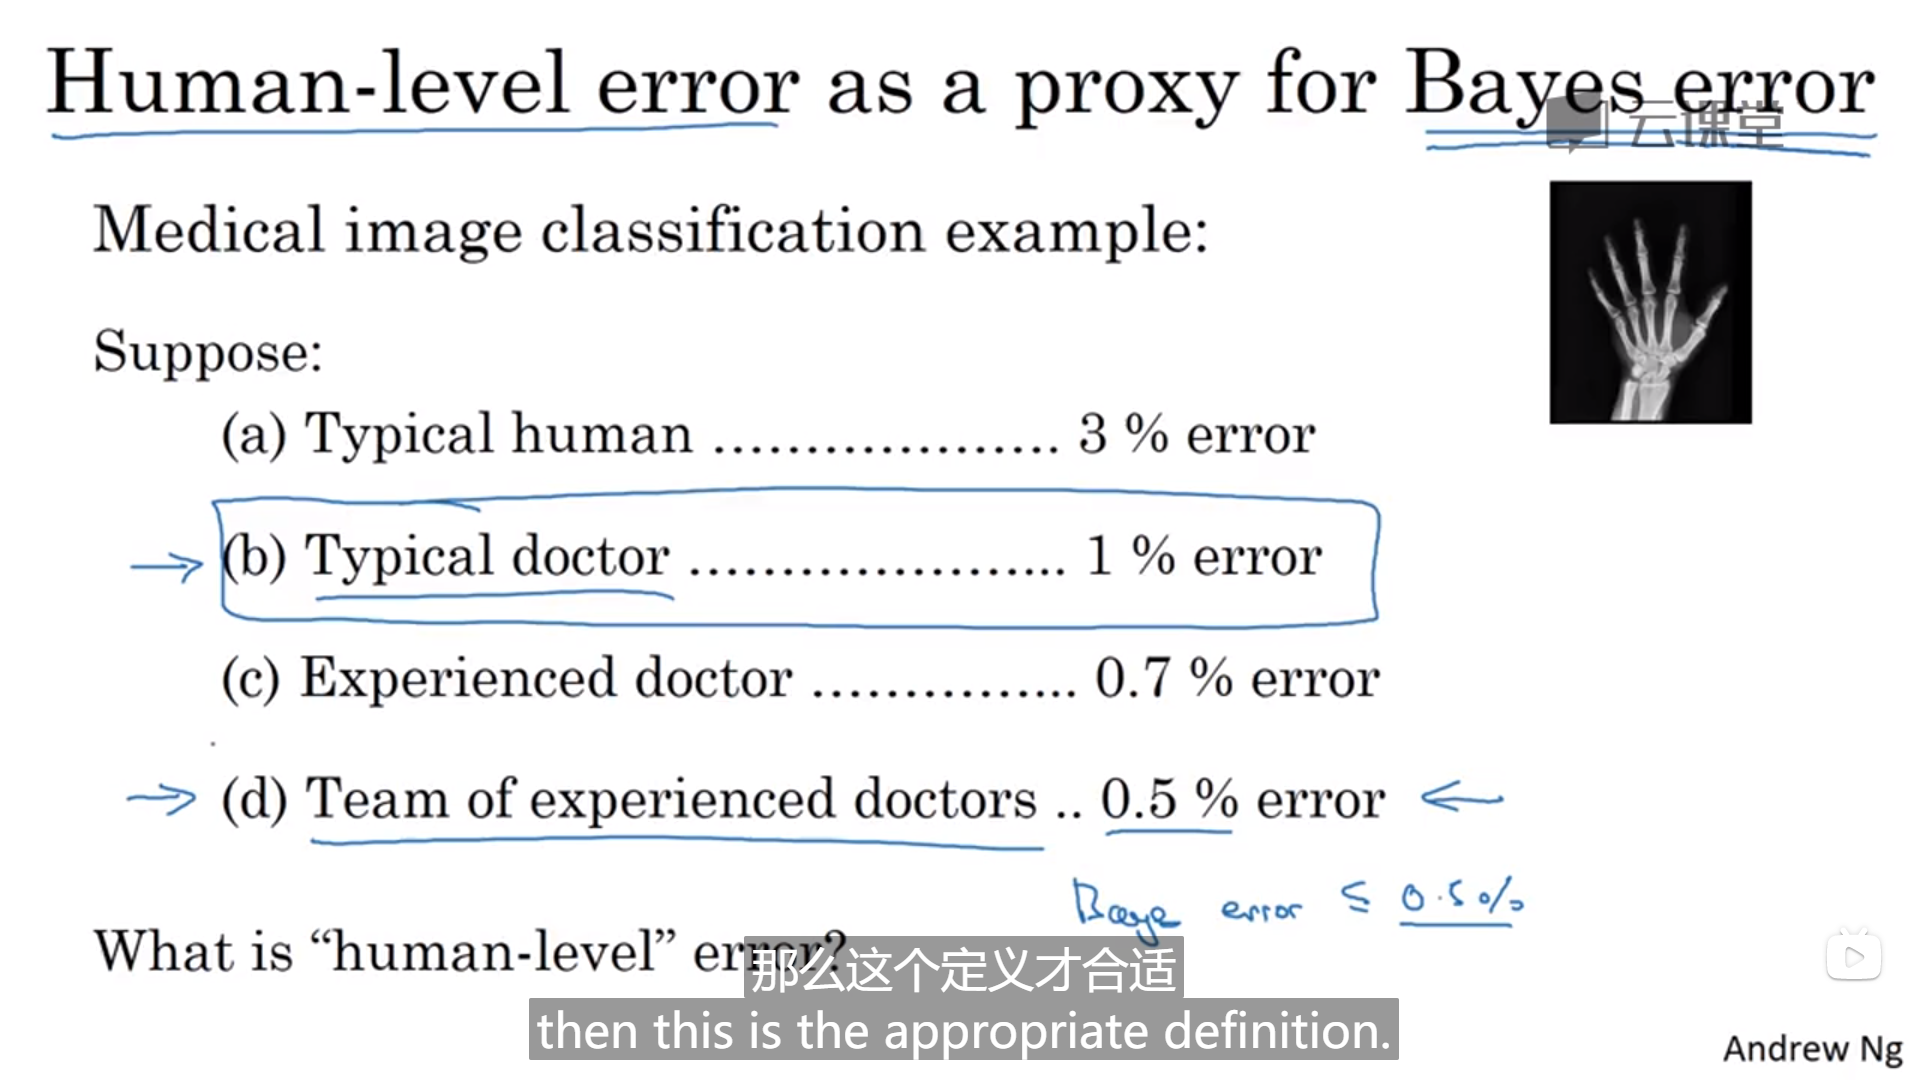 Human-level error as a proxy for Bayes error
云课堂
Medical image classification example:
Suppose:
(a) Typical human ................... 3 % error
(b) Typical doctor ..................... 1 % error
(c) Experienced doctor ............... 0.7 % error
(d) Team of experienced doctors .. 0.5 % error
Baye error ≤ 0.5%
What is “human-level” error?
那么这个定义才合适
then this is the appropriate definition.
Andrew Ng